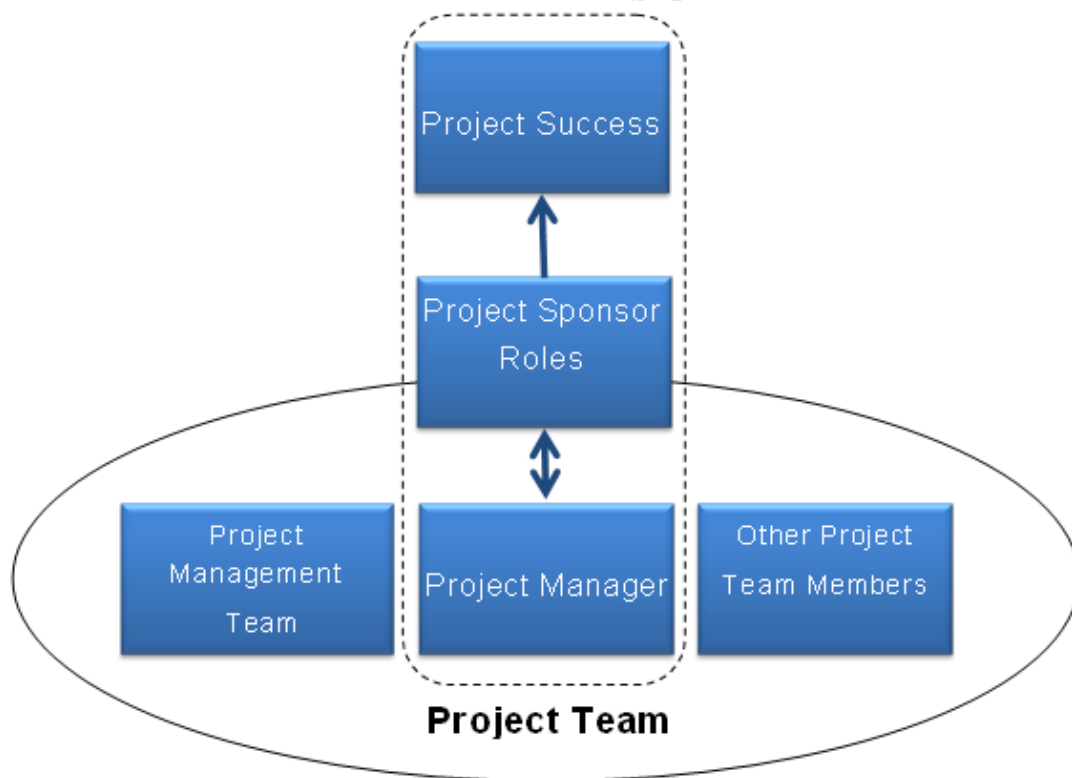 Project Success
Project Sponsor
Roles
Project
Management
Team
Project Manager
Other Project
Team Members
Project Team